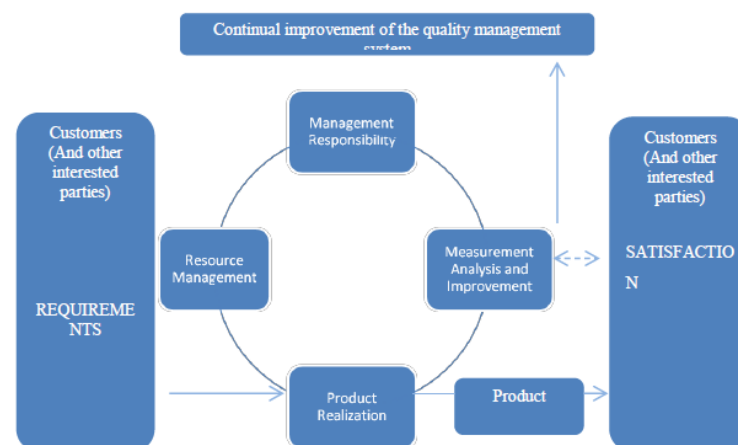 Continual improvement of the quality management
system
Customers
(And other
interested
parties)
REQUIREME
NTS
Management
Responsibility
Resource
Management
Measurement
Analysis and
Improvement
Product
Realization
Product
Customers
(And other
interested
parties)
SATISFACTIO
N